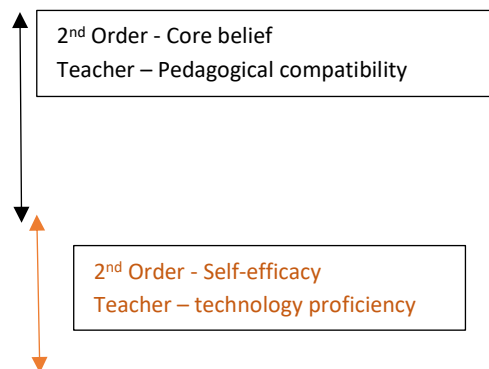 2nd Order - Core belief
Teacher – Pedagogical compatibility
2nd Order - Self-efficacy
Teacher – technology proficiency